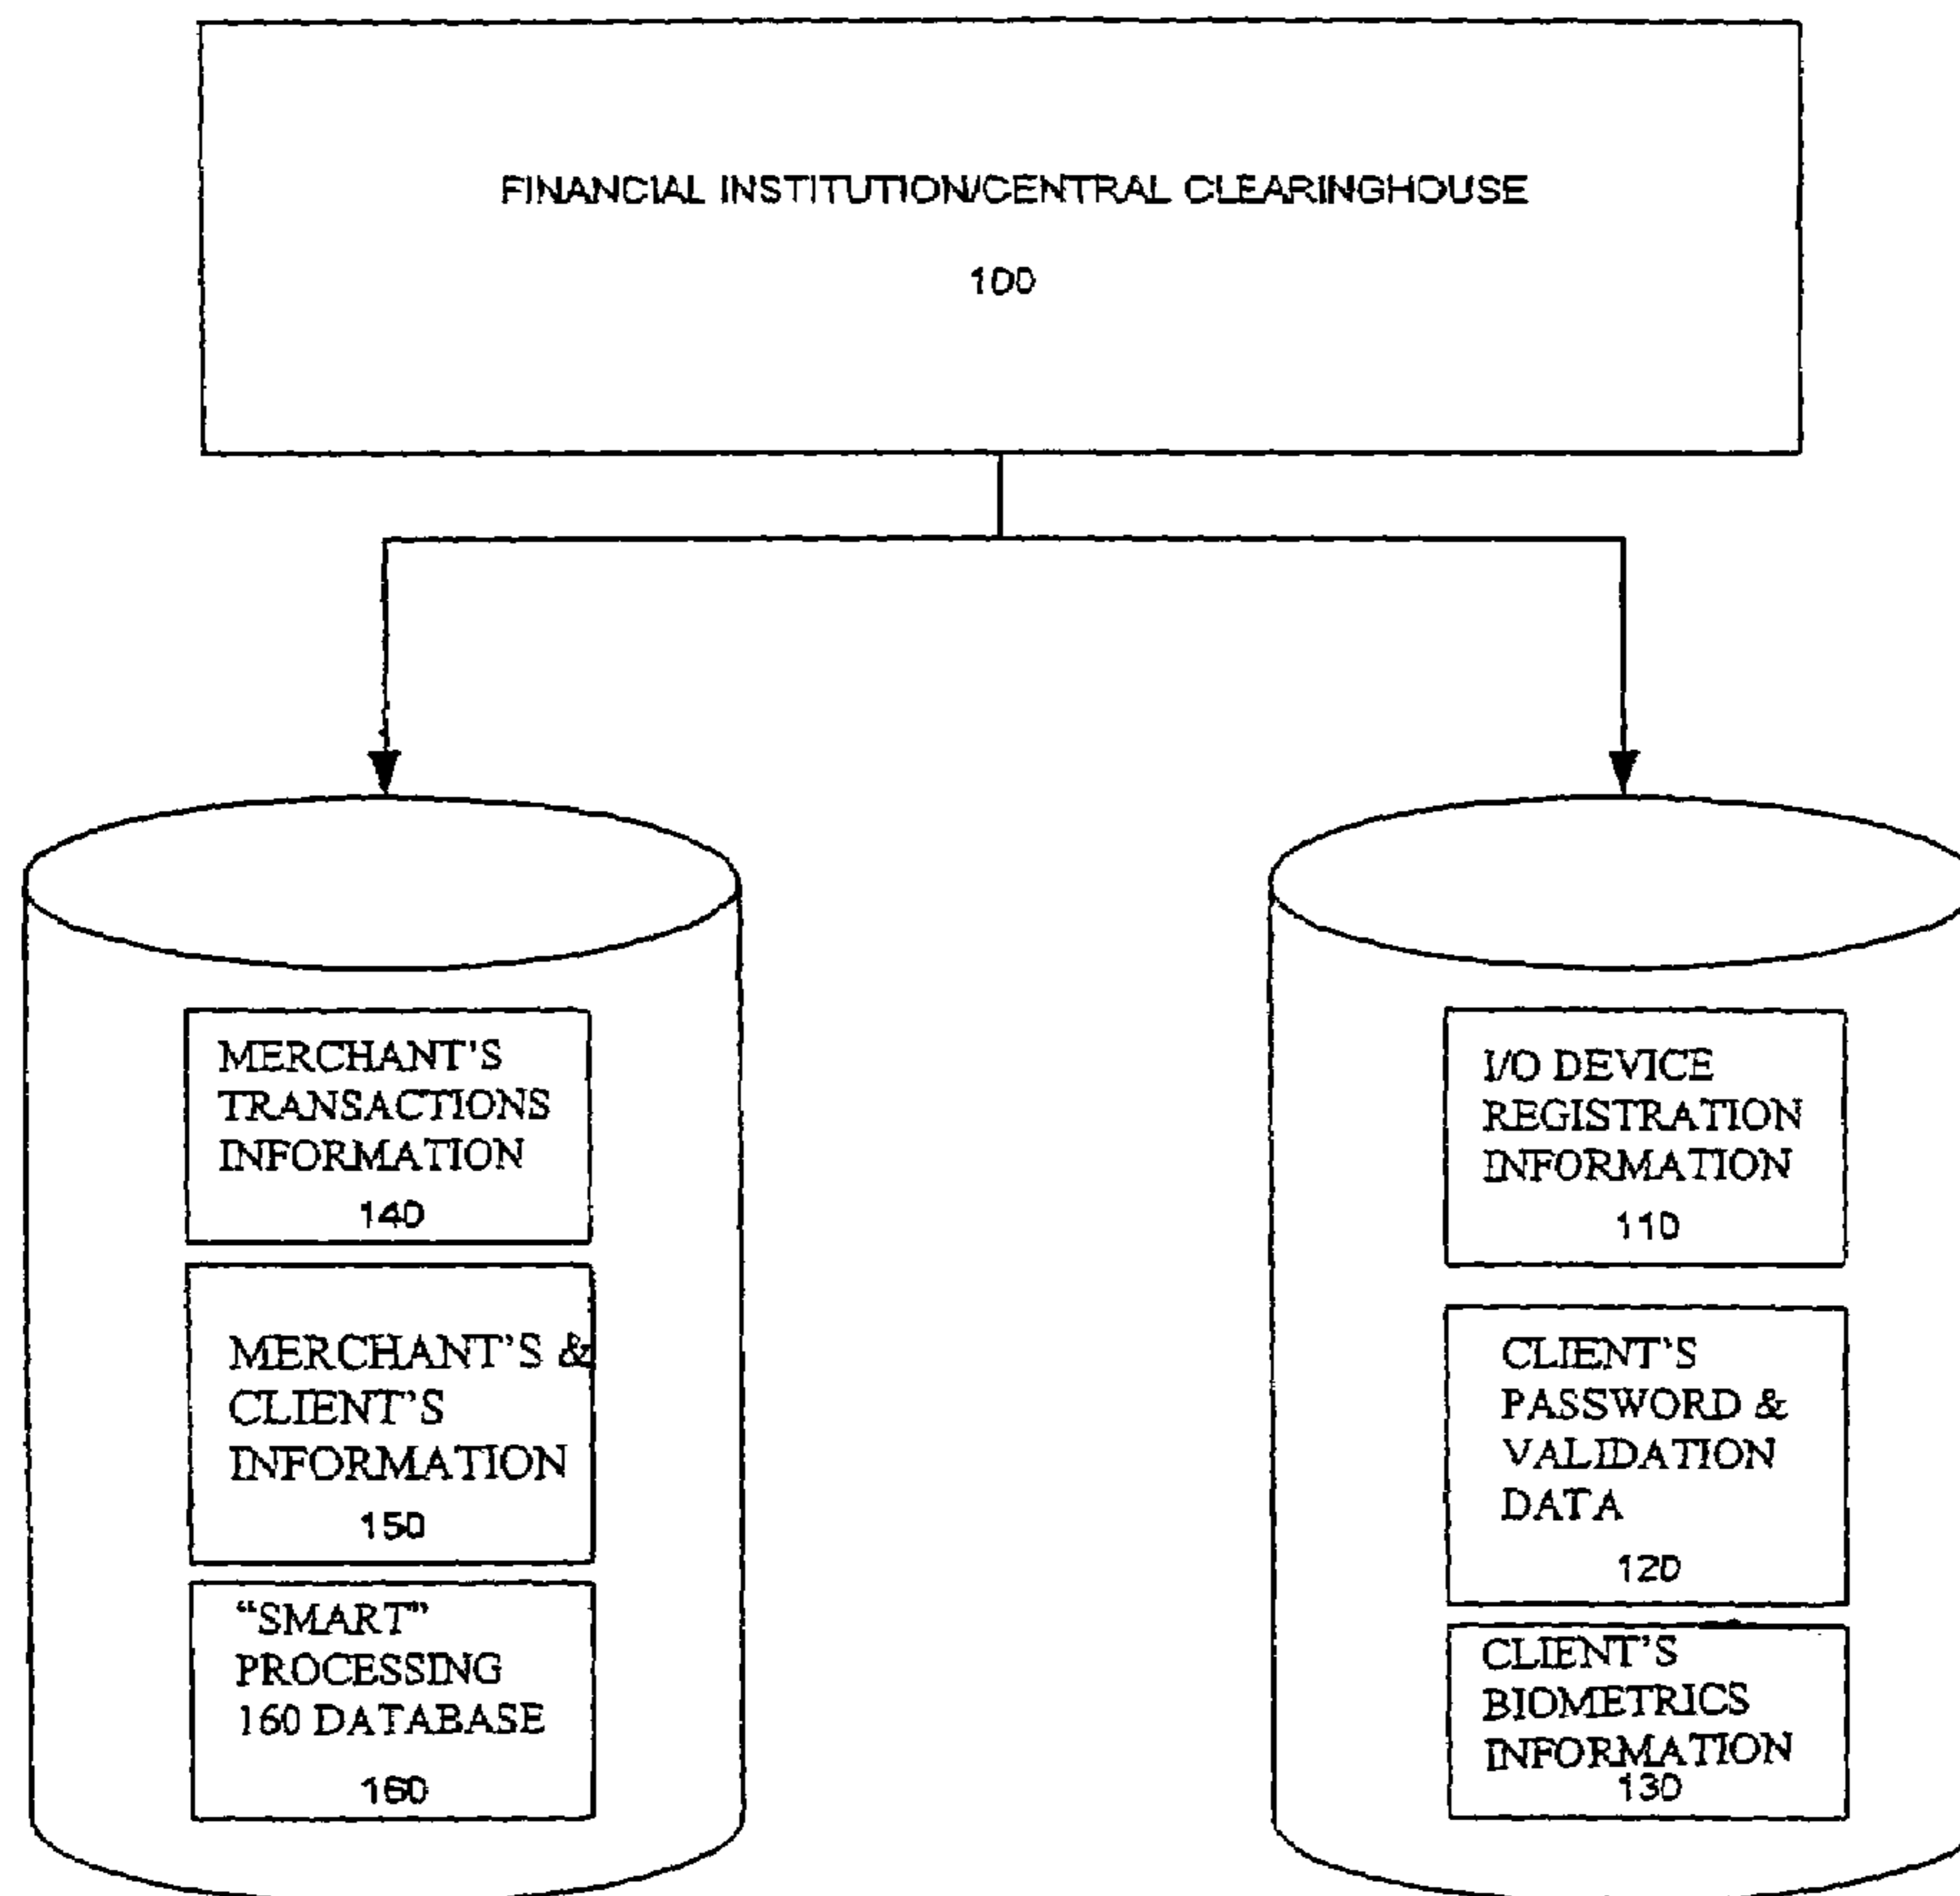 FINANCIAL INSTITUTION/CENTRAL CLEARINGHOUSE
100
MERCHANT'S
TRANSACTIONS
INFORMATION
140
MERCHANT'S &
CLIENT'S
INFORMATION
150
“SMART”
PROCESSING
160 DATABASE
160
I/O DEVICE
REGISTRATION
INFORMATION
110
CLIENT'S
PASSWORD &
VALIDATION
DATA
120
CLIENT'S
BIOMETRICS
INFORMATION
130